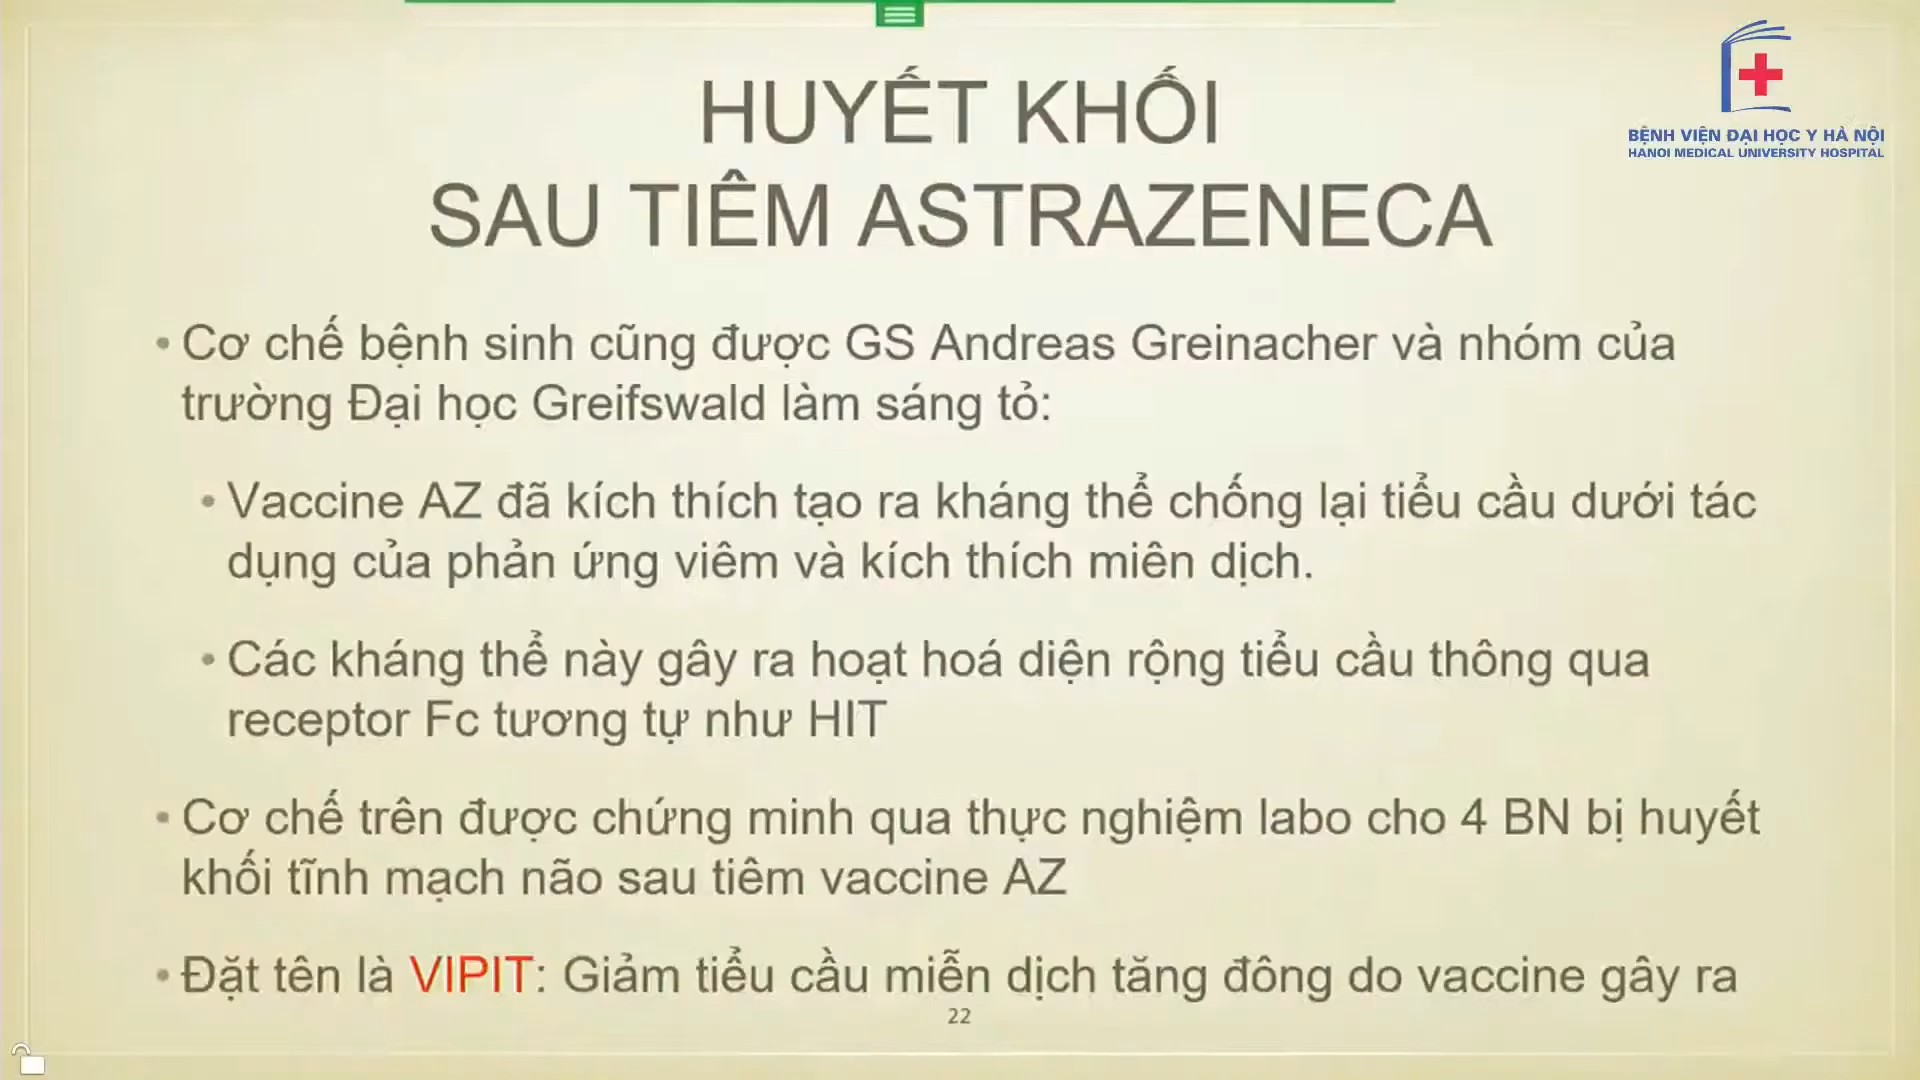 BỆNH VIỆN ĐẠI HỌC Y HÀ NỘI
HANOI MEDICAL UNIVERSITY HOSPITAL
HUYẾT KHỐI
SAU TIÊM ASTRAZENECA
• Cơ chế bệnh sinh cũng được GS Andreas Greinacher và nhóm của
trường Đại học Greifswald làm sáng tỏ:
• Vaccine AZ đã kích thích tạo ra kháng thể chống lại tiểu cầu dưới tác
dụng của phản ứng viêm và kích thích miên dịch.
• Các kháng thể này gây ra hoạt hoá diện rộng tiểu cầu thông qua
receptor Fc tương tự như HIT
• Cơ chế trên được chứng minh qua thực nghiệm labo cho 4 BN bị huyết
khối tĩnh mạch não sau tiêm vaccine AZ
• Đặt tên là VIPIT: Giảm tiểu cầu miễn dịch tăng đông do vaccine gây ra
22